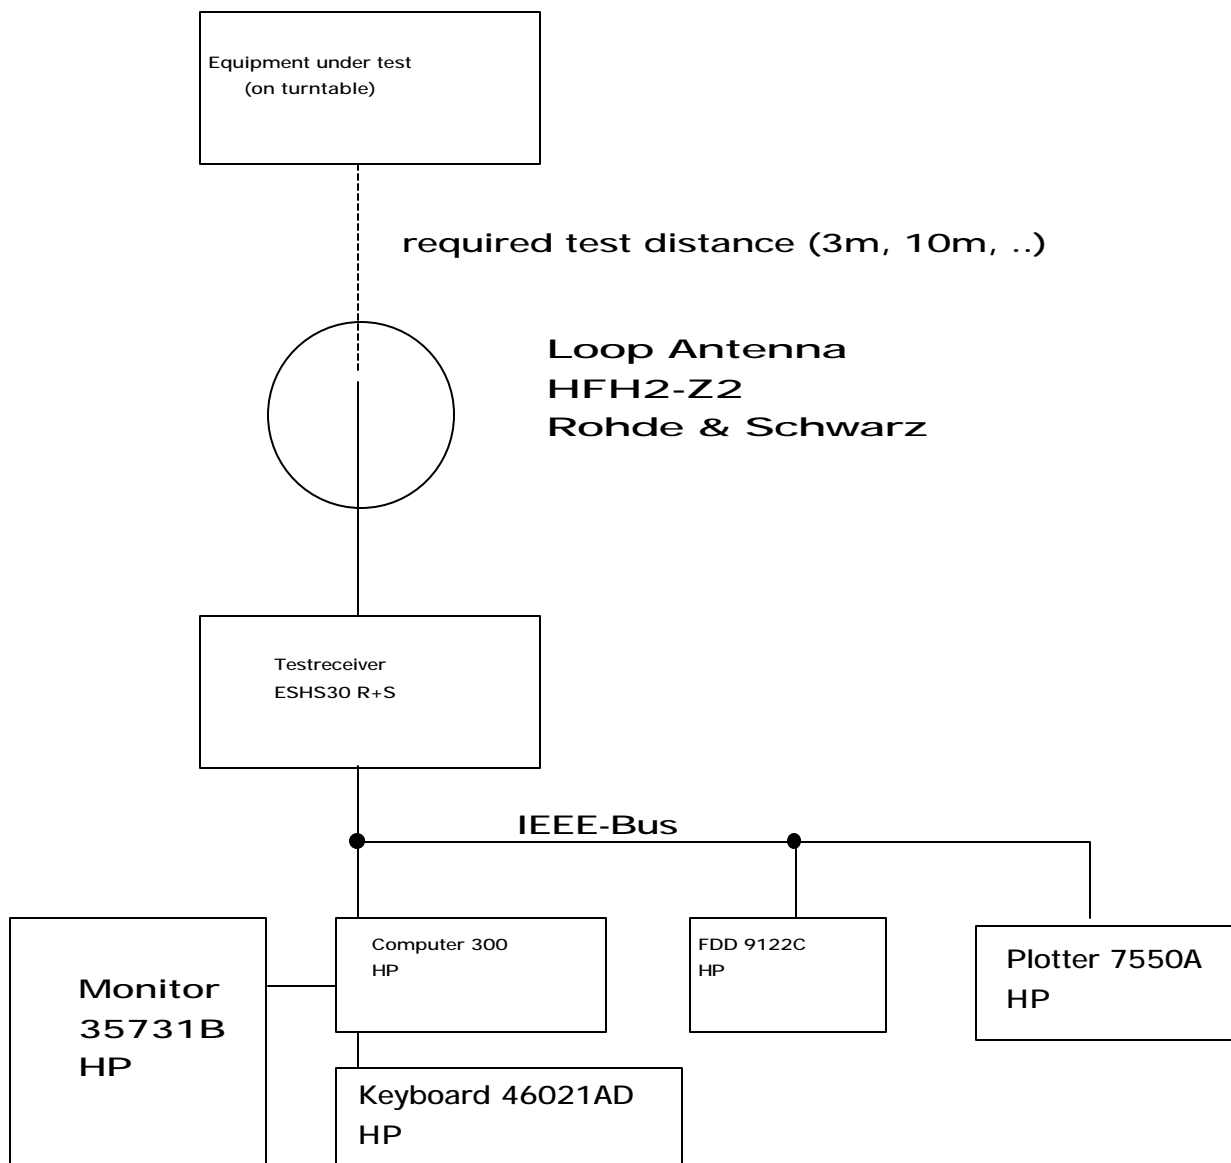 Equipment under test
(on turntable)
required test distance (3m, 10m, ..)
Loop Antenna
HFH2-Z2
Rohde & Schwarz
Testreceiver
ESHS30 R+S
IEEE-Bus
Monitor
35731B
HP
Computer 300
HP
FDD 9122C
HP
Plotter 7550A
HP
Keyboard 46021AD
HP